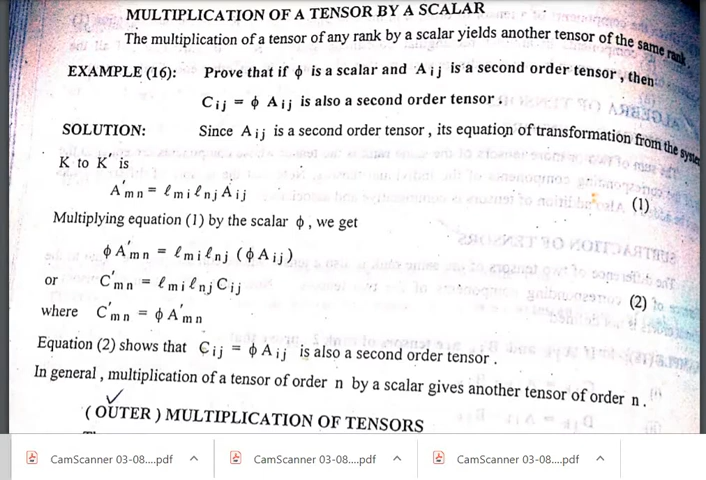 MULTIPLICATION OF A TENSOR BY A SCALAR
The multiplication of a tensor of any rank by a scalar yields another tensor of the same rank.
EXAMPLE (16): Prove that if ϕ is a scalar and A i j is a second order tensor , then
C i j = ϕ A i j is also a second order tensor .
SOLUTION: Since A i j is a second order tensor , its equation of transformation from the system
K to K′ is
A′m n = ℓ m i ℓ n j A i j (1)
Multiplying equation (1) by the scalar ϕ , we get
ϕ A′m n = ℓ m i ℓ n j ( ϕ A i j )
or C′m n = ℓ m i ℓ n j C i j (2)
where C′m n = ϕ A′m n
Equation (2) shows that C i j = ϕ A i j is also a second order tensor .
In general , multiplication of a tensor of order n by a scalar gives another tensor of order n .
( OUTER ) MULTIPLICATION OF TENSORS
CamScanner 03-08....pdf CamScanner 03-08....pdf CamScanner 03-08....pdf